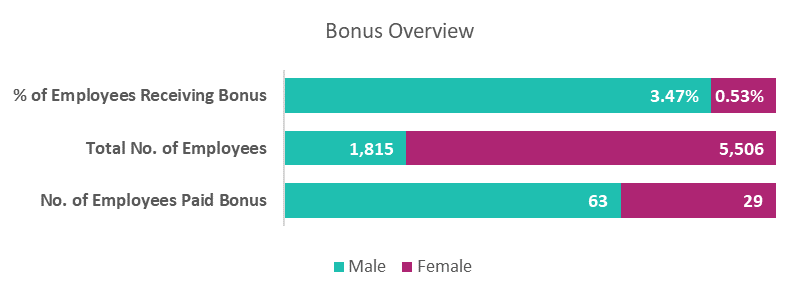 Bonus Overview
% of Employees Receiving Bonus 3.47% 0.53%
Total No. of Employees 1,815 5,506
No. of Employees Paid Bonus 63 29
Male Female